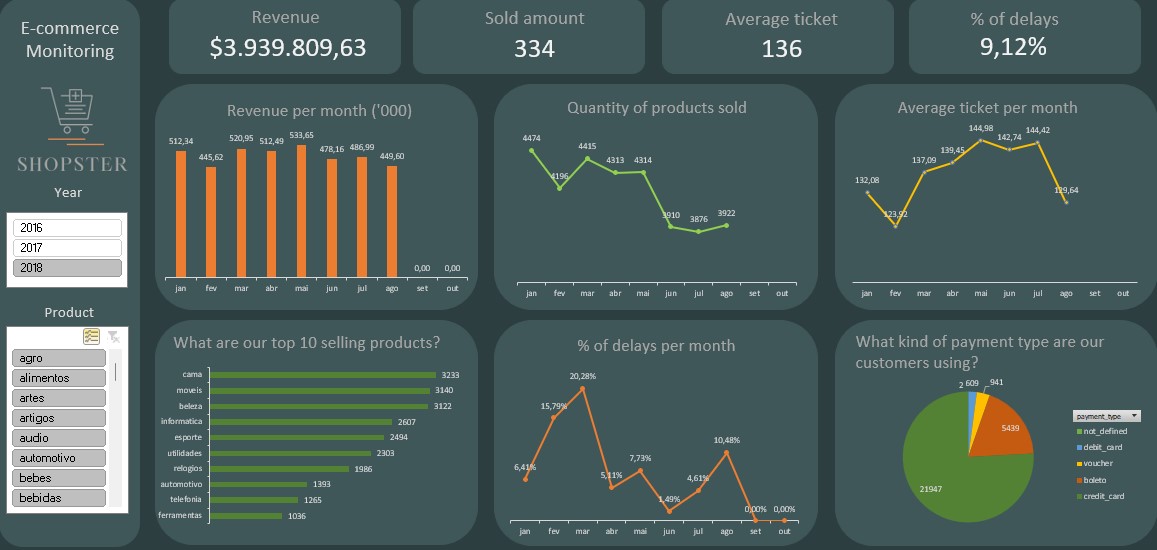 E-commerce
Monitoring
SHOPSTER
Year
2016
2017
2018
Product
agro
alimentos
artes
artigos
audio
automotivo
bebes
bebidas
Revenue
$3.939.809,63
Sold amount
334
Average ticket
136
% of delays
9,12%
Revenue per month ('000)
512,34
445,62
520,95
512,49
533,65
478,16
486,99
449,60
0,00
0,00
jan fev mar abr mai jun jul ago set out
Quantity of products sold
4474
4196
4415
4313
4314
3910
3876
3922
jan fev mar abr mai jun jul ago set out
Average ticket per month
132,08
123,92
137,09
139,45
144,98
142,74
144,42
129,64
jan fev mar abr mai jun jul ago set out
What are our top 10 selling products?
cama 3233
moveis 3140
beleza 3122
informatica 2607
esporte 2494
utilidades 2303
relogios 1986
automotivo 1393
telefonia 1265
ferramentas 1036
% of delays per month
6,41%
15,79%
20,28%
5,11%
7,73%
1,49%
4,61%
10,48%
0,00%
0,00%
jan fev mar abr mai jun jul ago set out
What kind of payment type are our
customers using?
2 609 941
5439
21947
payment_type
not_defined
debit_card
voucher
boleto
credit_card